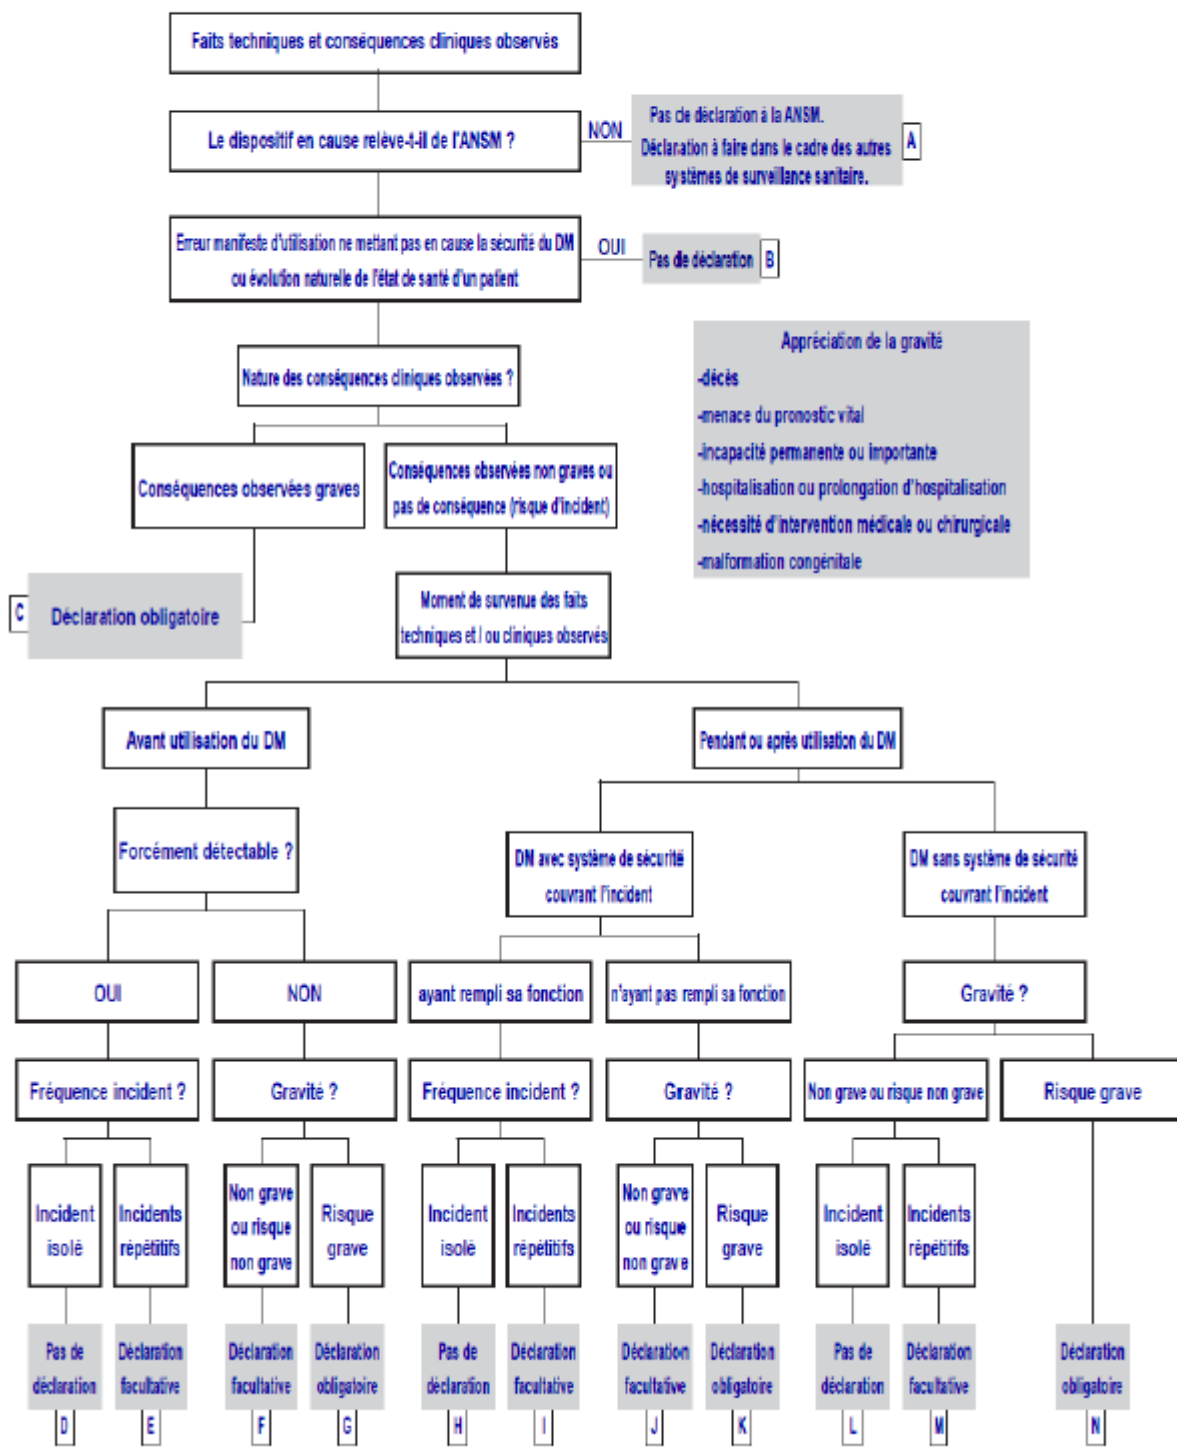 Faits techniques et conséquences cliniques observés
Le dispositif en cause relève-t-il de l'ANSM ?
NON
Pas de déclaration à la ANSM.
Déclaration à faire dans le cadre des autres
systèmes de surveillance sanitaire.
A
Erreur manifeste d'utilisation ne mettant pas en cause la sécurité du DM
ou évolution naturelle de l'état de santé d'un patient
OUI
Pas de déclaration
B
Appréciation de la gravité
-décès
-menace du pronostic vital
-incapacité permanente ou importante
-hospitalisation ou prolongation d'hospitalisation
-nécessité d'intervention médicale ou chirurgicale
-malformation congénitale
Nature des conséquences cliniques observées ?
Conséquences observées graves
Conséquences observées non graves ou
pas de conséquence (risque d'incident)
C
Déclaration obligatoire
Moment de survenue des faits
techniques et / ou cliniques observés
Avant utilisation du DM
Pendant ou après utilisation du DM
Forcément détectable ?
DM avec système de sécurité
couvrant l'incident
DM sans système de sécurité
couvrant l'incident
OUI
NON
ayant rempli sa fonction
n'ayant pas rempli sa fonction
Gravité ?
Fréquence incident ?
Gravité ?
Fréquence incident ?
Gravité ?
Non grave ou risque non grave
Risque grave
Incident
isolé
Incidents
répétitifs
Non grave
ou risque
non grave
Risque
grave
Incident
isolé
Incidents
répétitifs
Non grave
ou risque
non grave
Risque
grave
Incident
isolé
Incidents
répétitifs
Pas de
déclaration
Déclaration
facultative
Déclaration
facultative
Déclaration
obligatoire
Pas de
déclaration
Déclaration
facultative
Déclaration
facultative
Déclaration
obligatoire
Pas de
déclaration
Déclaration
facultative
Déclaration
obligatoire
D
E
F
G
H
I
J
K
L
M
N